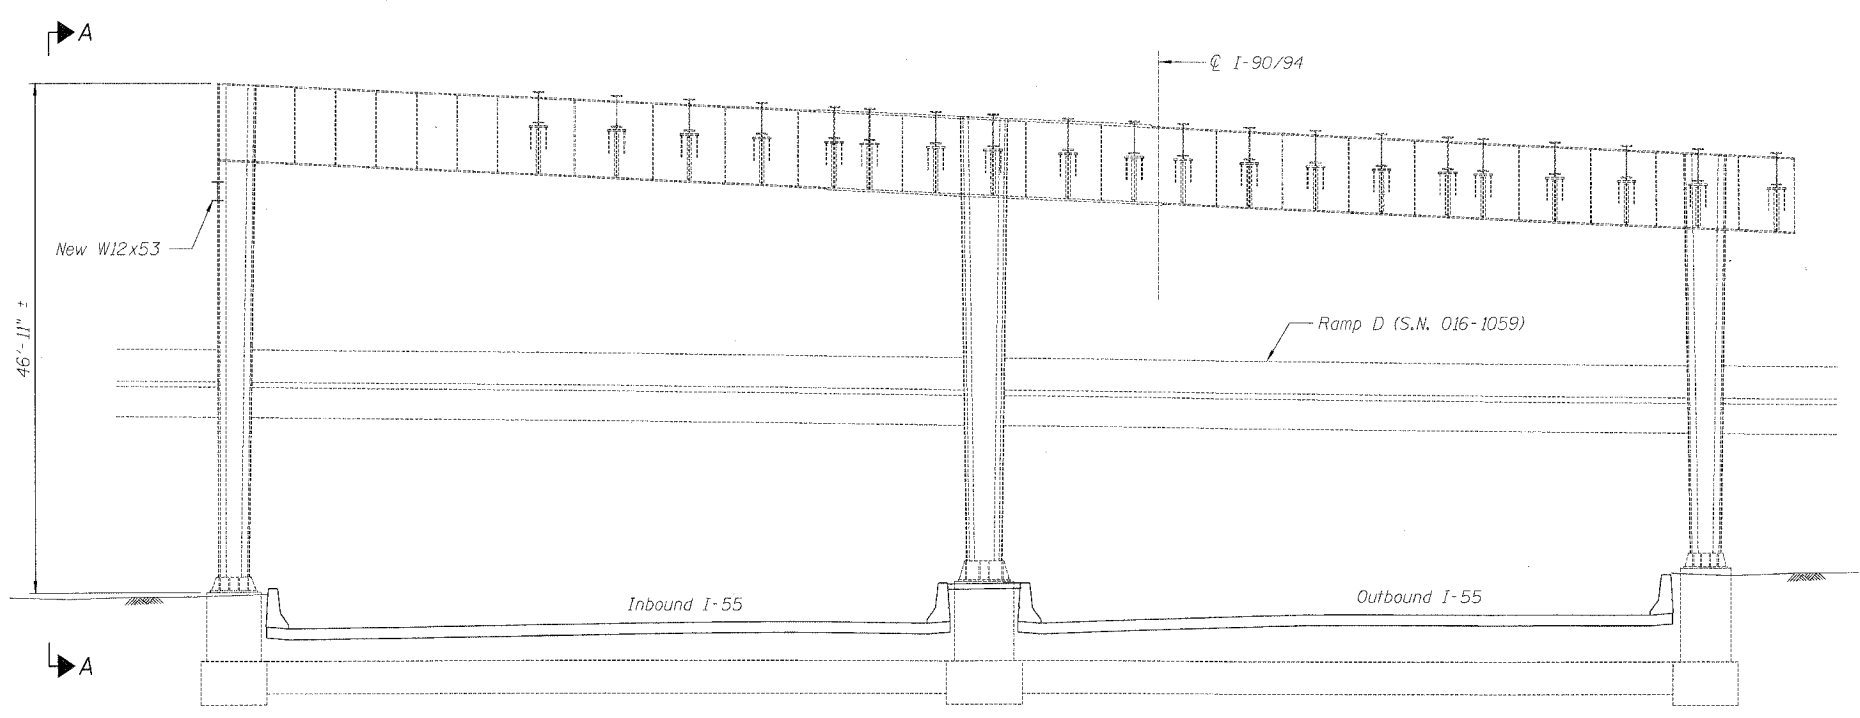 A
℄ I-90/94
New W12x53
46'-11" ±
Ramp D (S.N. 016-1059)
Inbound I-55
Outbound I-55
A